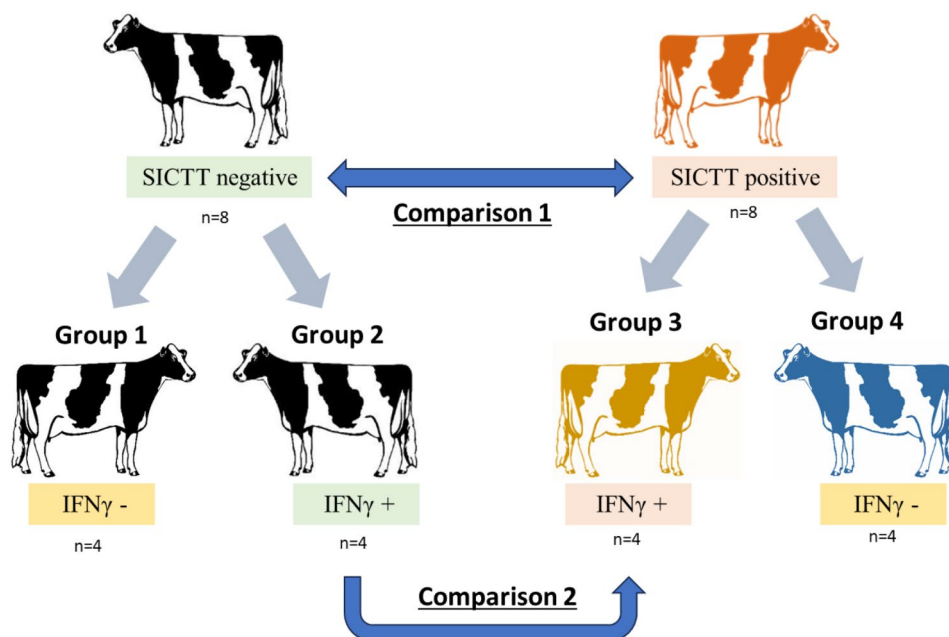 SICTT negative
SICTT positive
n=8
Comparison 1
n=8
Group 1
Group 2
Group 3
Group 4
IFNγ -
IFNγ +
IFNγ +
IFNγ -
n=4
n=4
n=4
n=4
Comparison 2